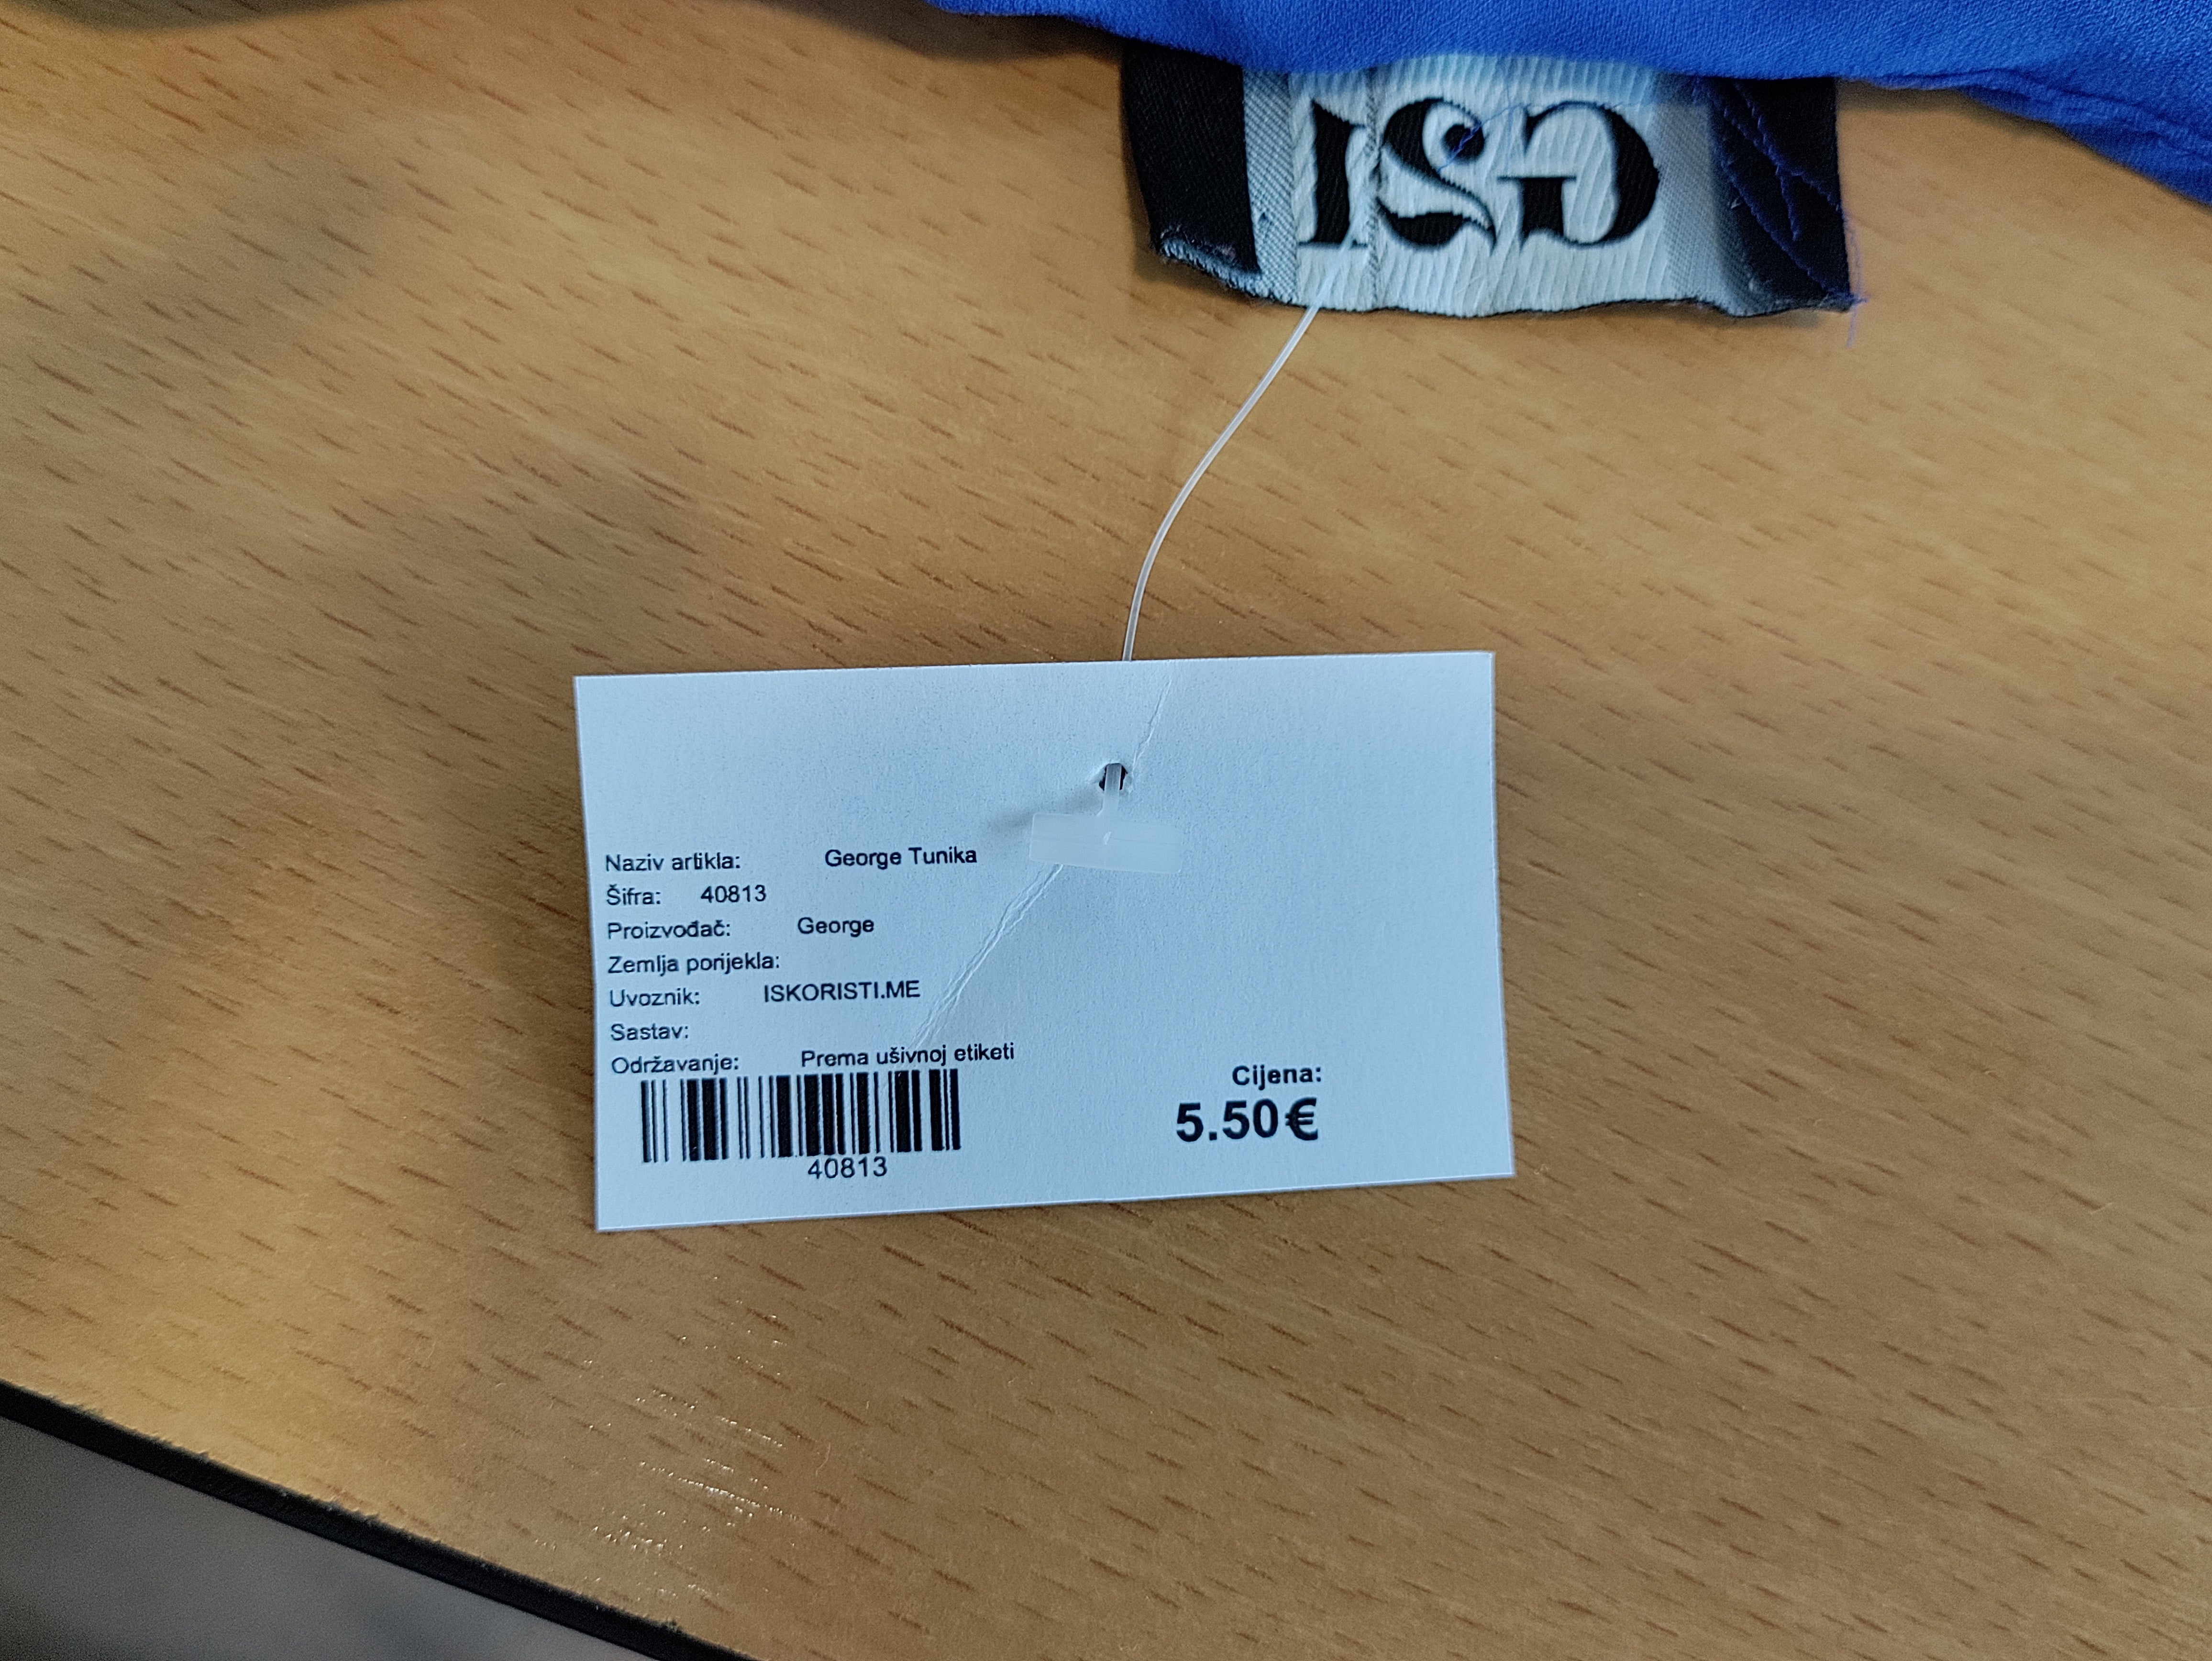 G21
Naziv artikla: George Tunika
Šifra: 40813
Proizvođač: George
Zemlja porijekla:
Uvoznik: ISKORISTI.ME
Sastav:
Održavanje: Prema ušivnoj etiketi
40813
Cijena:
5.50€